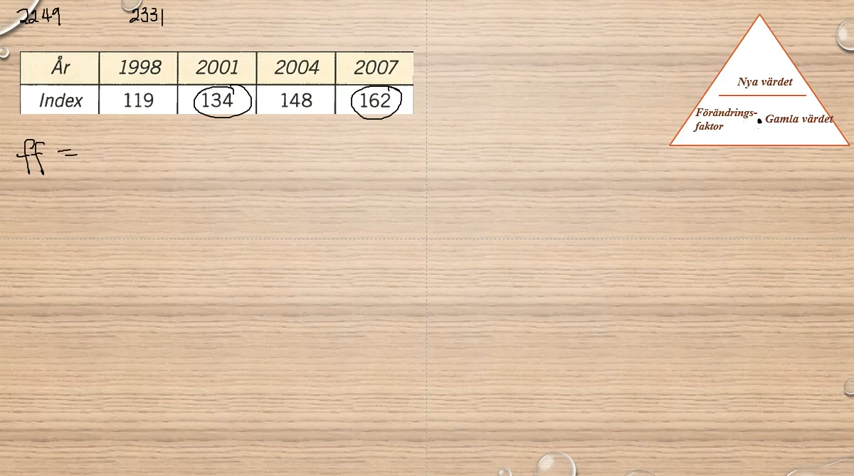 2249 2331
År 1998 2001 2004 2007
Index 119 134 148 162
ff =
Nya värdet
Förändrings-
faktor
· Gamla värdet